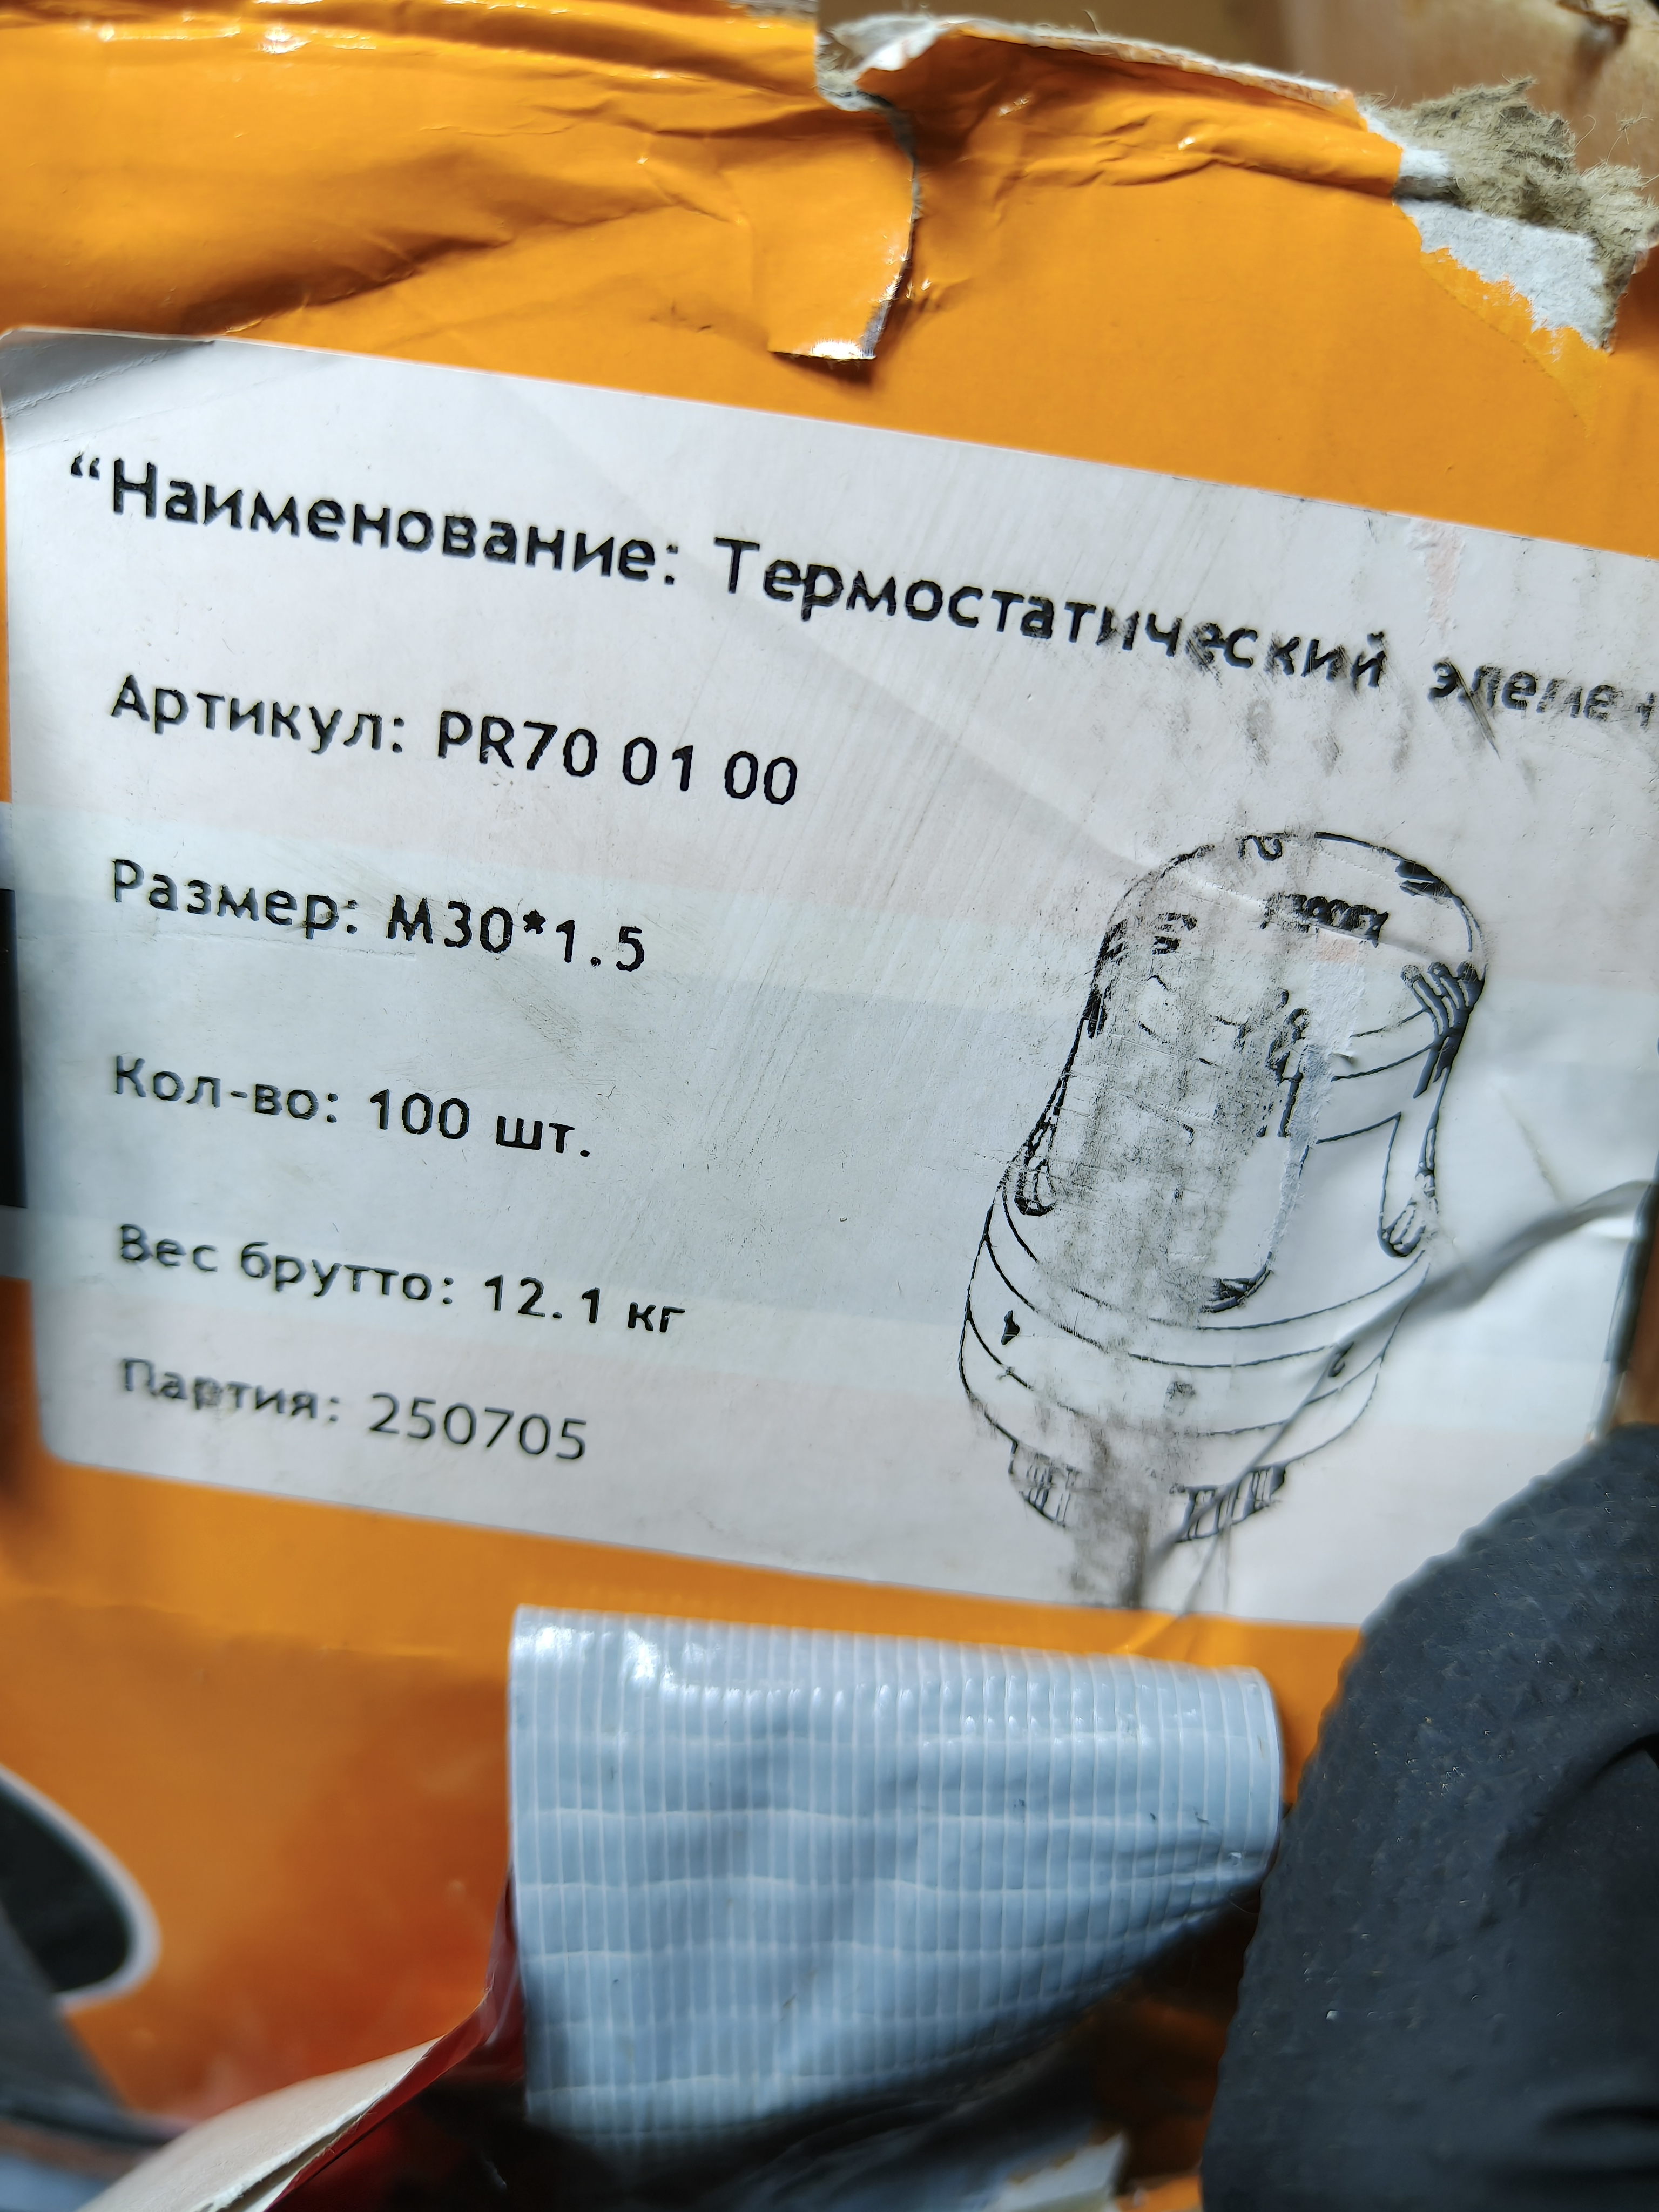 “Наименование: Термостатический элемен
Артикул: PR70 01 00
Размер: M30*1.5
Кол-во: 100 шт.
Вес брутто: 12.1 кг
Партия: 250705